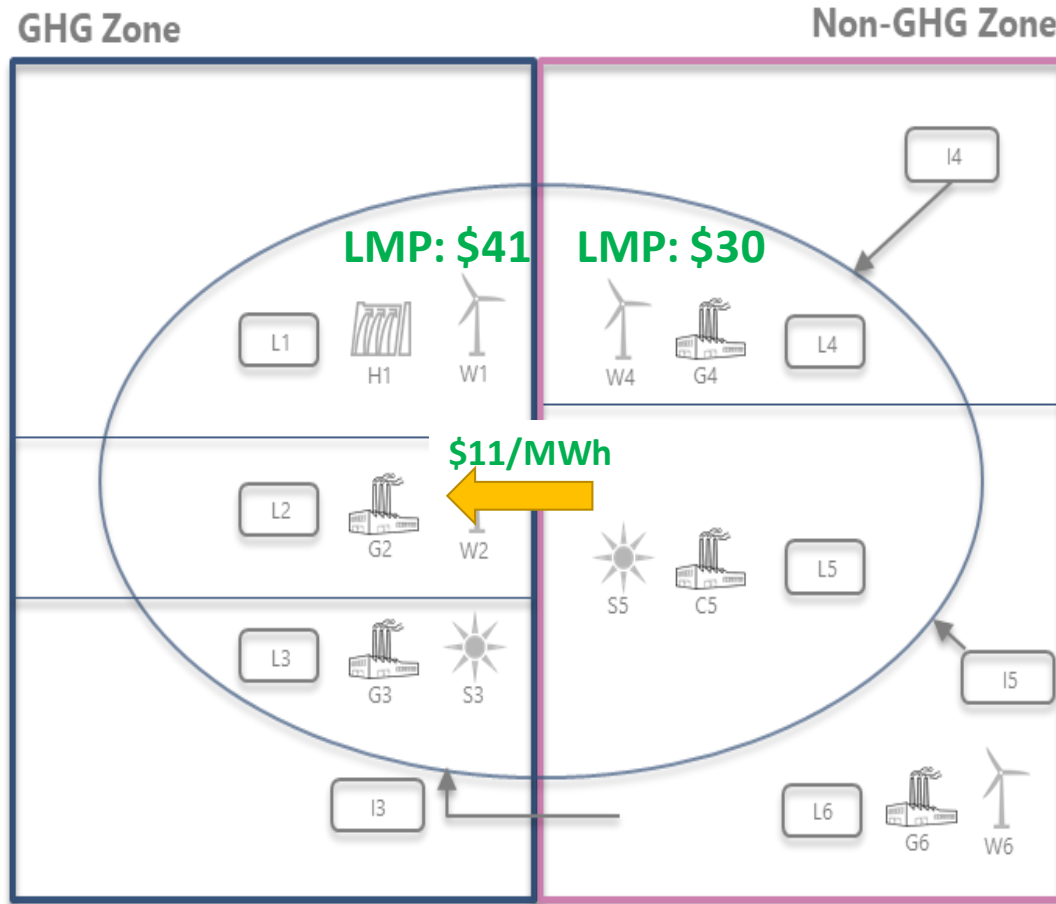 GHG Zone
Non-GHG Zone
I4
LMP: $41
LMP: $30
L1
H1
W1
W4
G4
L4
$11/MWh
L2
G2
W2
S5
C5
L5
L3
G3
S3
I5
I3
L6
G6
W6